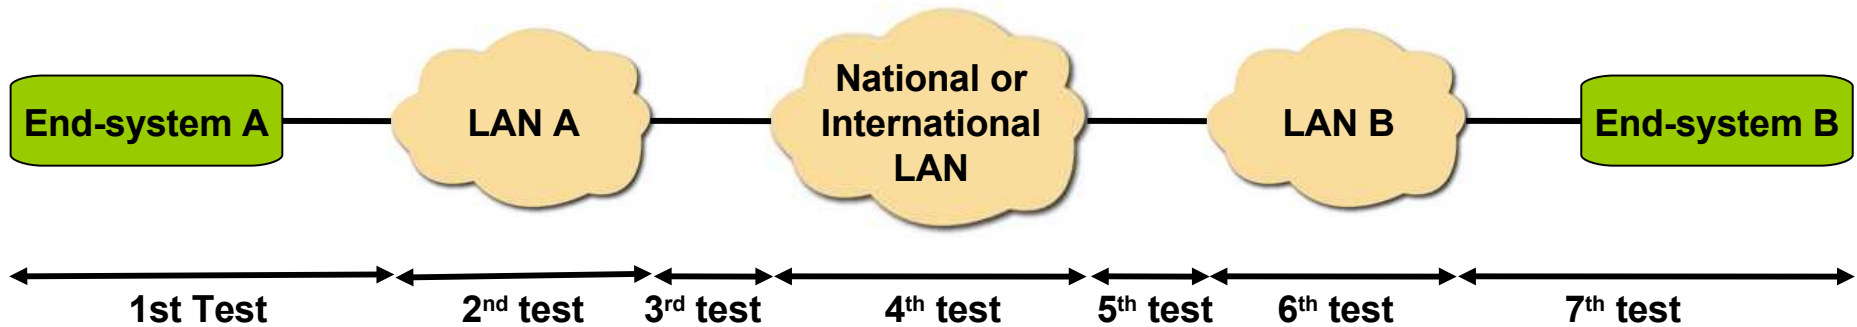 End-system A
LAN A
National or
International
LAN
LAN B
End-system B
1st Test
2nd test
3rd test
4th test
5th test
6th test
7th test